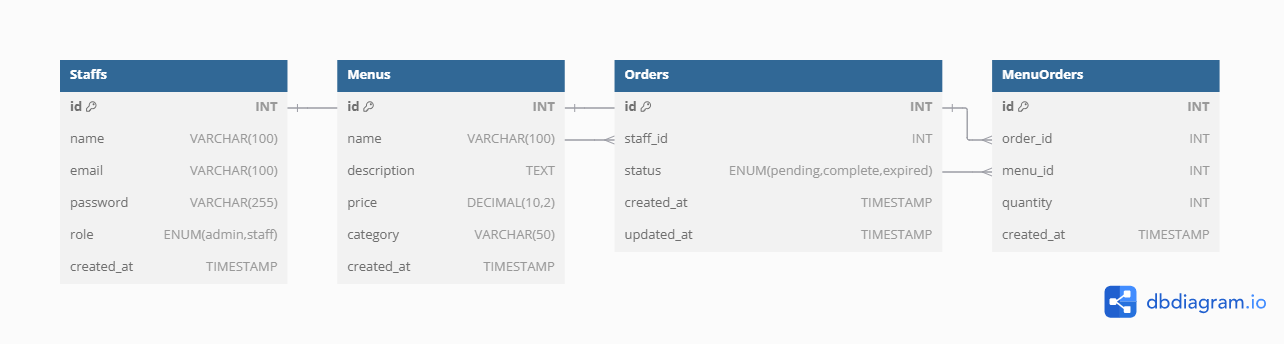 Staffs
id INT
name VARCHAR(100)
email VARCHAR(100)
password VARCHAR(255)
role ENUM(admin,staff)
created_at TIMESTAMP
Menus
id INT
name VARCHAR(100)
description TEXT
price DECIMAL(10,2)
category VARCHAR(50)
created_at TIMESTAMP
Orders
id INT
staff_id INT
status ENUM(pending,complete,expired)
created_at TIMESTAMP
updated_at TIMESTAMP
MenuOrders
id INT
order_id INT
menu_id INT
quantity INT
created_at TIMESTAMP
dbdiagram.io